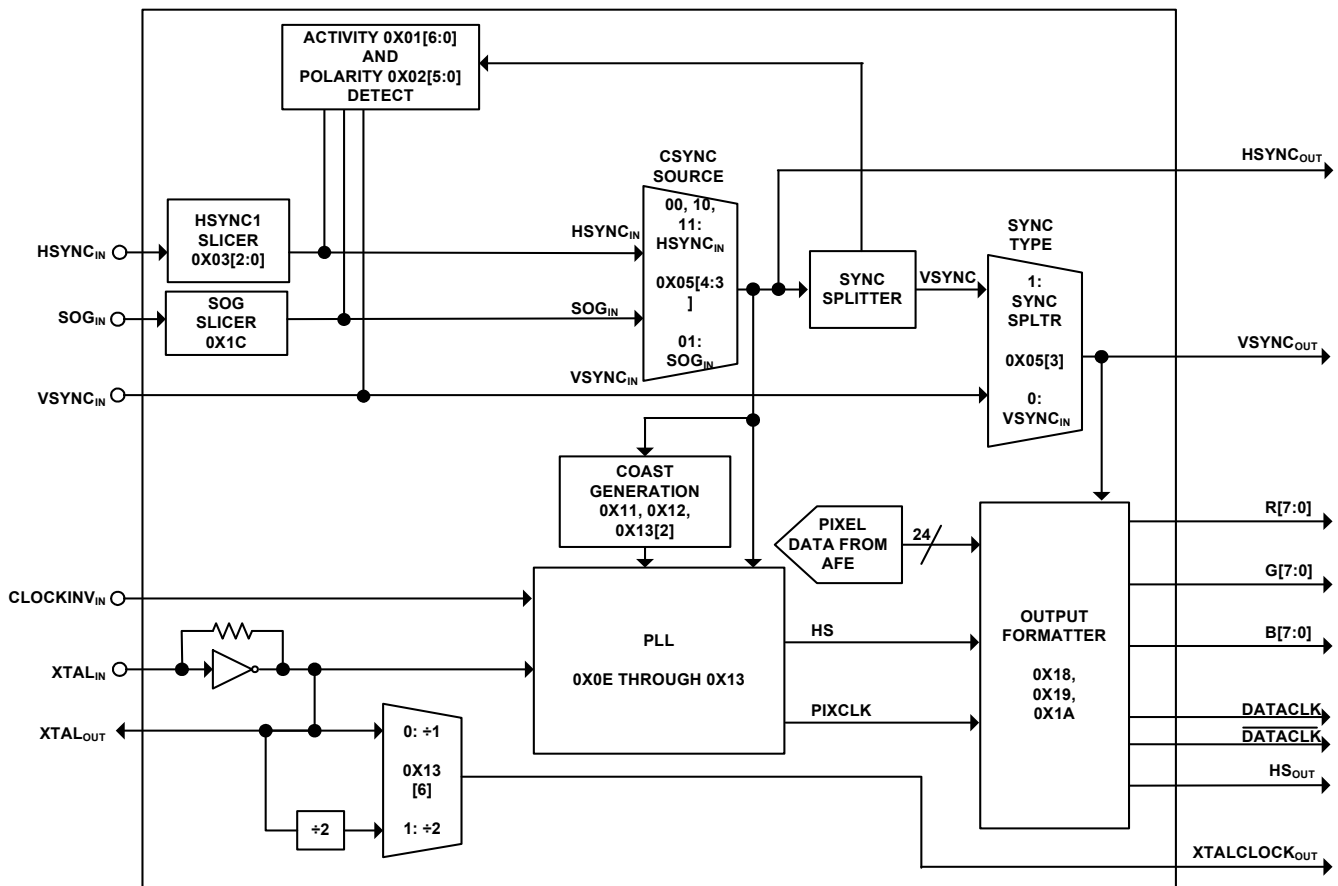 ACTIVITY 0X01[6:0]
AND
POLARITY 0X02[5:0]
DETECT
CSYNC
SOURCE
HSYNCOUT
00, 10,
11:
HSYNCIN
0X05[4:3
]
01:
SOGIN
HSYNC1
SLICER
0X03[2:0]
HSYNCIN
HSYNCIN
SYNC
TYPE
SOG
SLICER
0X1C
SOGIN
SOGIN
SYNC
SPLITTER
VSYNC
1:
SYNC
SPLTR
0X05[3]
0:
VSYNCIN
VSYNCOUT
VSYNCIN
VSYNCIN
COAST
GENERATION
0X11, 0X12,
0X13[2]
PIXEL
DATA FROM
AFE
24
R[7:0]
G[7:0]
B[7:0]
CLOCKINVIN
PLL
0X0E THROUGH 0X13
HS
PIXCLK
OUTPUT
FORMATTER
0X18,
0X19,
0X1A
XTALIN
XTALOUT
0: ÷1
0X13
[6]
1: ÷2
÷2
DATACLK
DATACLK
HSOUT
XTALCLOCKOUT